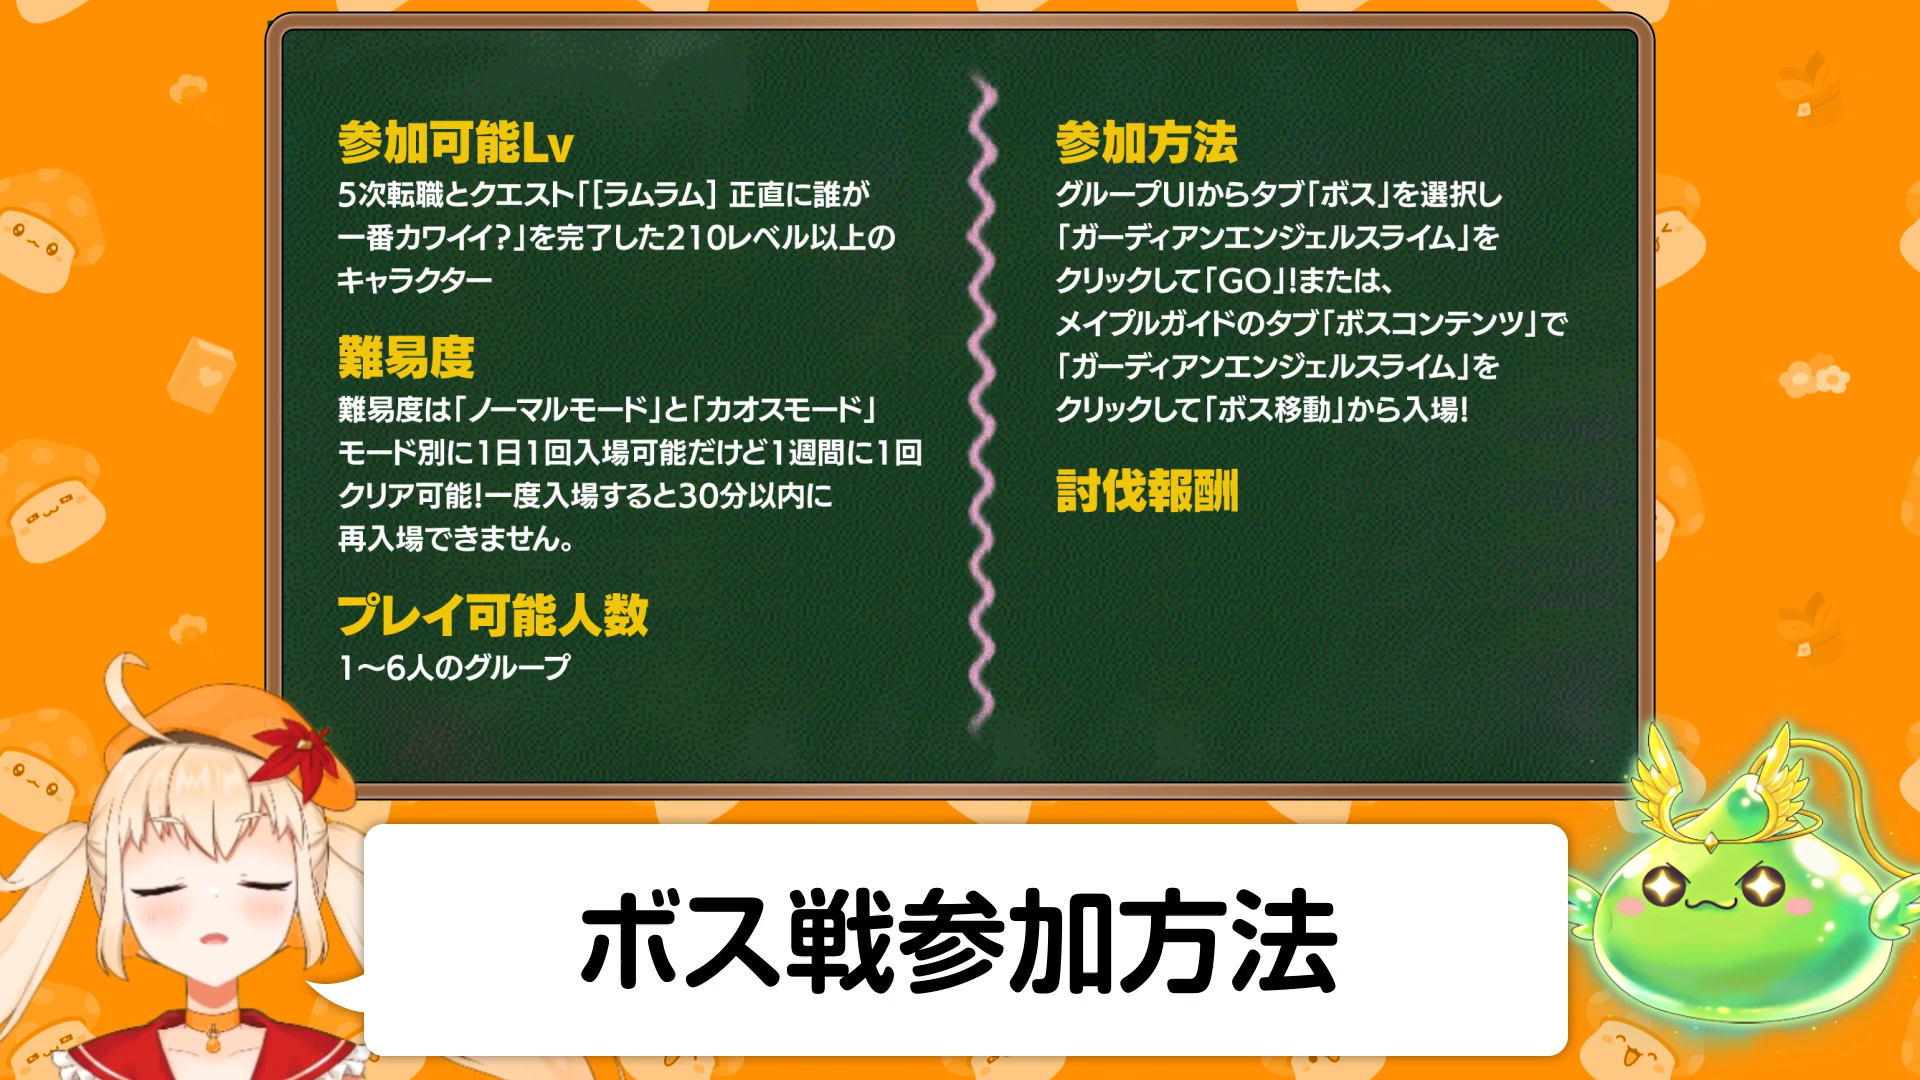 参加可能Lv
5次転職とクエスト「[ラムラム] 正直に誰が
一番カワイイ?」を完了した210レベル以上の
キャラクター
難易度
難易度は「ノーマルモード」と「カオスモード」
モード別に1日1回入場可能だけど1週間に1回
クリア可能!一度入場すると30分以内に
再入場できません。
プレイ可能人数
1〜6人のグループ
参加方法
グループUIからタブ「ボス」を選択し
「ガーディアンエンジェルスライム」を
クリックして「GO」!または、
メイプルガイドのタブ「ボスコンテンツ」で
「ガーディアンエンジェルスライム」を
クリックして「ボス移動」から入場!
討伐報酬
ボス戦参加方法